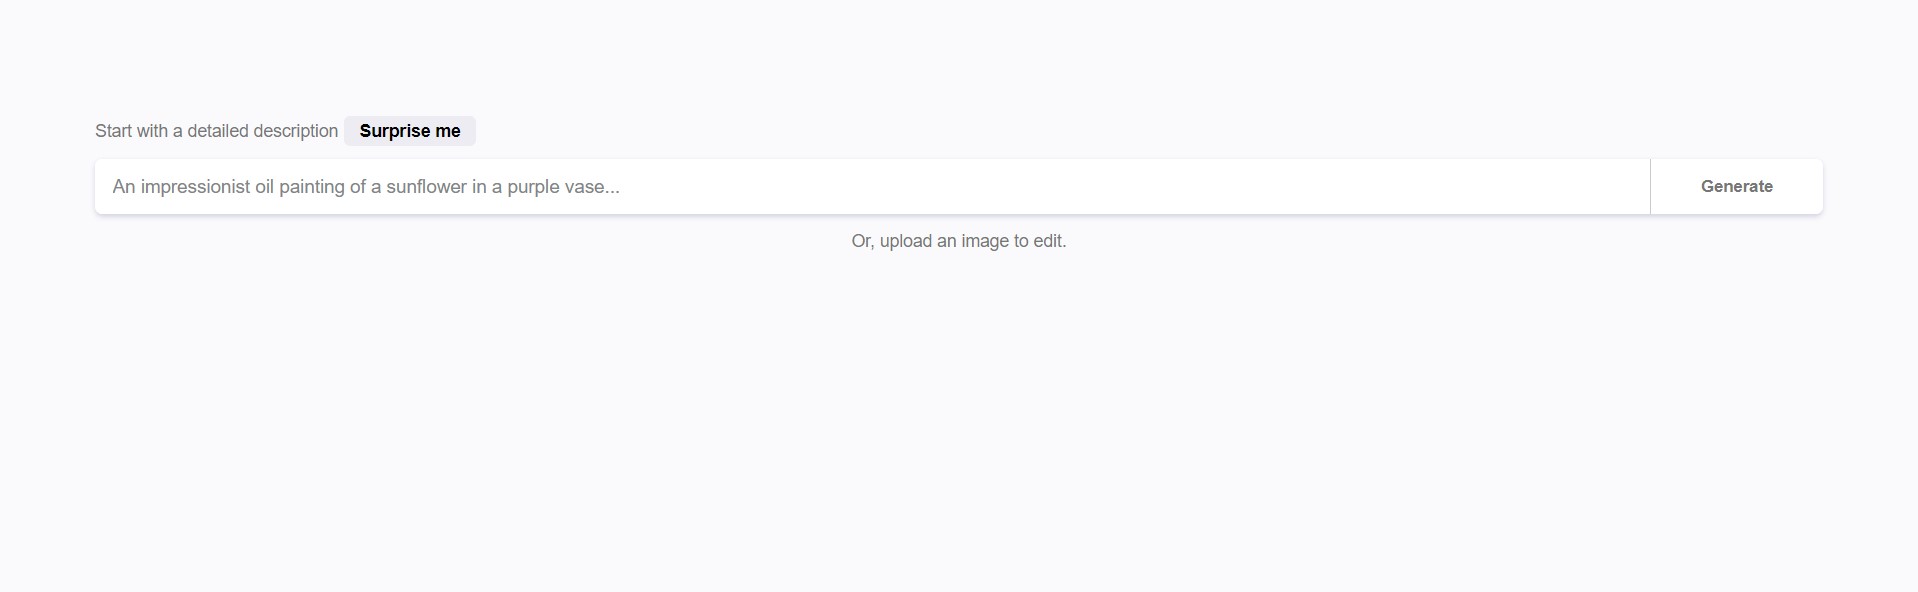 Start with a detailed description Surprise me
An impressionist oil painting of a sunflower in a purple vase... Generate
Or, upload an image to edit.